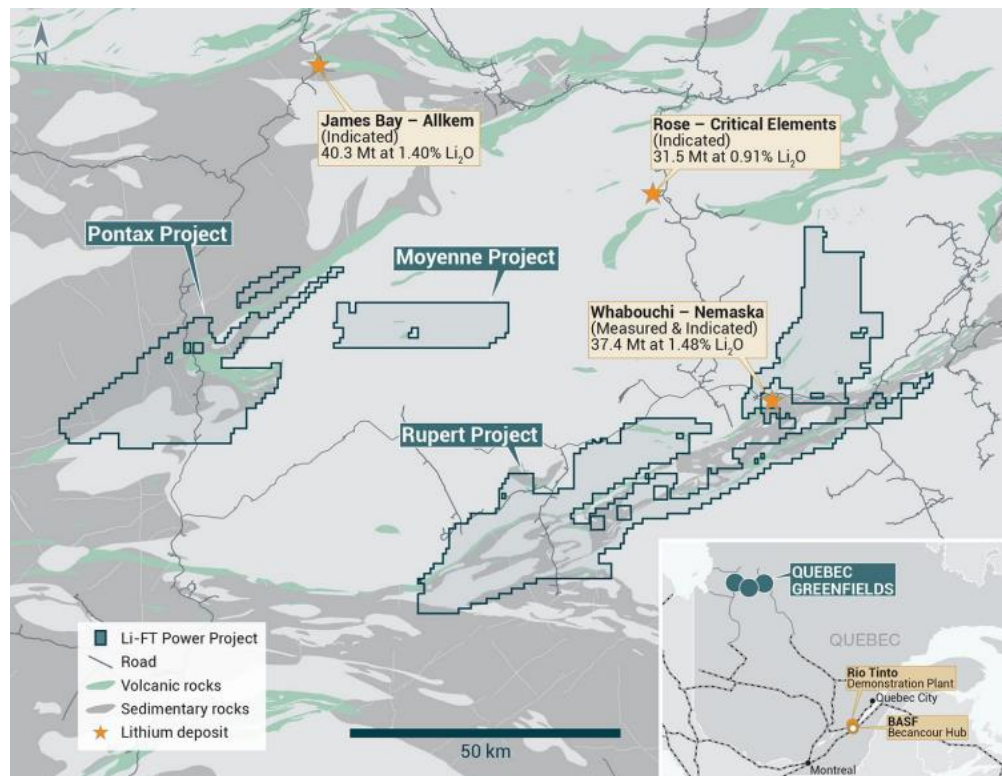 N
James Bay – Allkem
(Indicated)
40.3 Mt at 1.40% Li₂O
Rose – Critical Elements
(Indicated)
31.5 Mt at 0.91% Li₂O
Pontax Project
Moyenne Project
Whabouchi – Nemaska
(Measured & Indicated)
37.4 Mt at 1.48% Li₂O
Rupert Project
Li-FT Power Project
Road
Volcanic rocks
Sedimentary rocks
Lithium deposit
50 km
QUEBEC
GREENFIELDS
QUEBEC
Rio Tinto
Demonstration Plant
Quebec City
BASF
Becancour Hub
Montreal